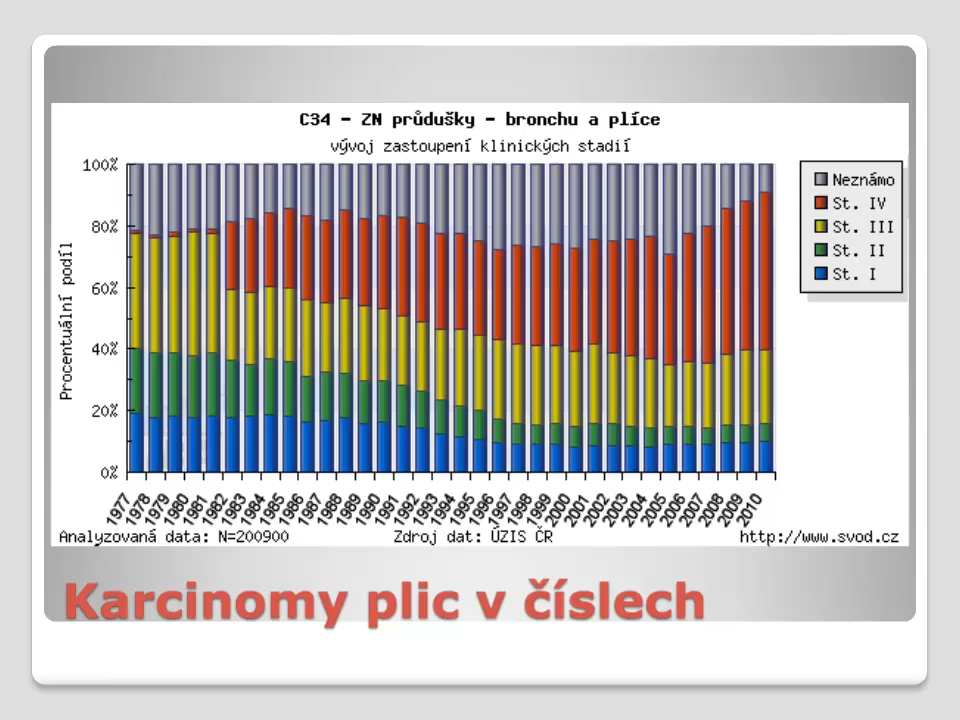 C34 - ZN průdušky - bronchu a plíce
vývoj zastoupení klinických stadií
100%
80%
60%
40%
20%
0%
Procentuální podíl
Neznámo
St. IV
St. III
St. II
St. I
1977 1978 1979 1980 1981 1982 1983 1984 1985 1986 1987 1988 1989 1990 1991 1992 1993 1994 1995 1996 1997 1998 1999 2000 2001 2002 2003 2004 2005 2006 2007 2008 2009 2010
Analyzovaná data: N=200900 Zdroj dat: ÚZIS ČR http://www.svod.cz
Karcinomy plic v číslech